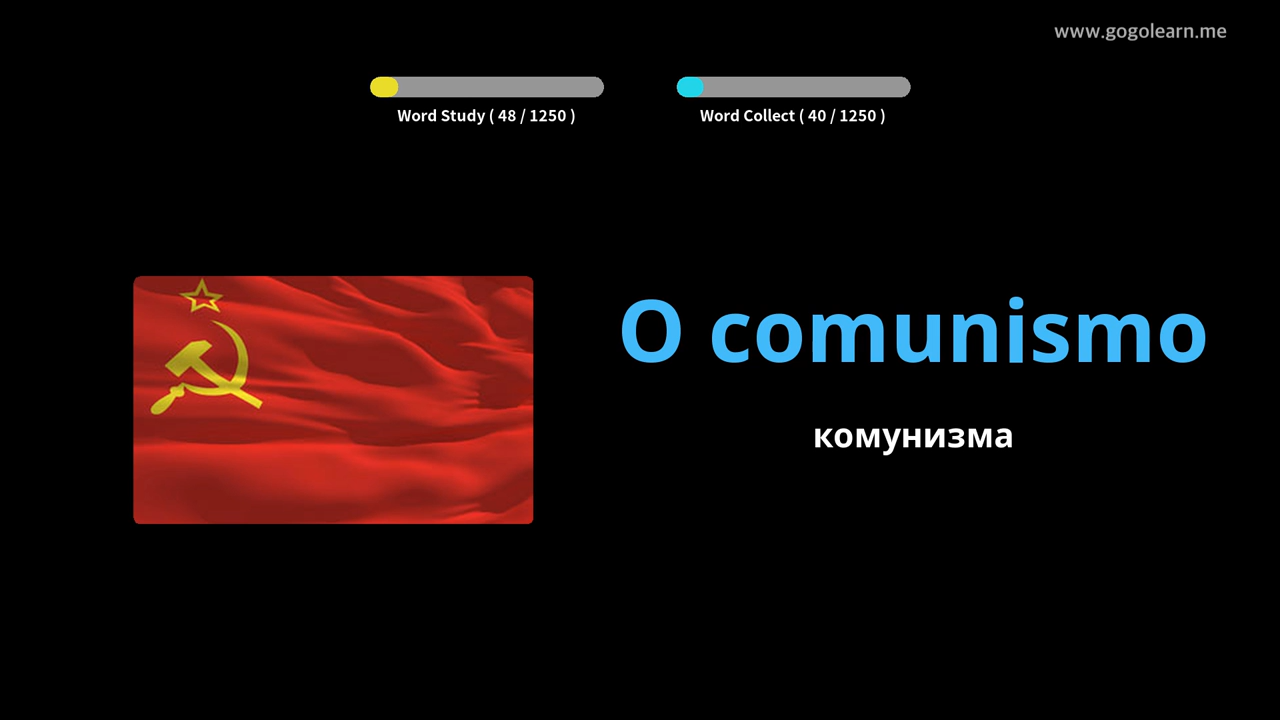 www.gogolearn.me
Word Study ( 48 / 1250 )
Word Collect ( 40 / 1250 )
O comunismo
комунизма